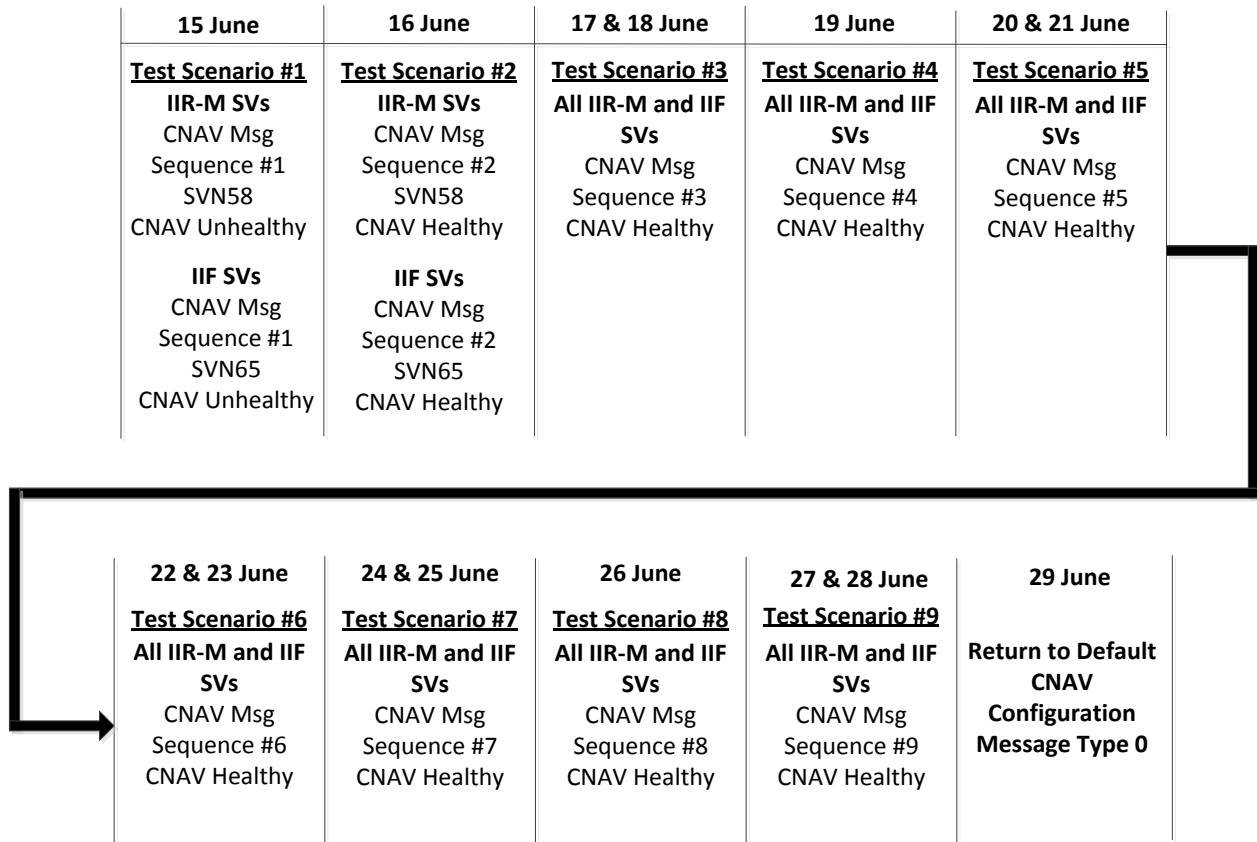 15 June
Test Scenario #1
IIR-M SVs
CNAV Msg
Sequence #1
SVN58
CNAV Unhealthy
IIF SVs
CNAV Msg
Sequence #1
SVN65
CNAV Unhealthy
16 June
Test Scenario #2
IIR-M SVs
CNAV Msg
Sequence #2
SVN58
CNAV Healthy
IIF SVs
CNAV Msg
Sequence #2
SVN65
CNAV Healthy
17 & 18 June
Test Scenario #3
All IIR-M and IIF
SVs
CNAV Msg
Sequence #3
CNAV Healthy
19 June
Test Scenario #4
All IIR-M and IIF
SVs
CNAV Msg
Sequence #4
CNAV Healthy
20 & 21 June
Test Scenario #5
All IIR-M and IIF
SVs
CNAV Msg
Sequence #5
CNAV Healthy
22 & 23 June
Test Scenario #6
All IIR-M and IIF
SVs
CNAV Msg
Sequence #6
CNAV Healthy
24 & 25 June
Test Scenario #7
All IIR-M and IIF
SVs
CNAV Msg
Sequence #7
CNAV Healthy
26 June
Test Scenario #8
All IIR-M and IIF
SVs
CNAV Msg
Sequence #8
CNAV Healthy
27 & 28 June
Test Scenario #9
All IIR-M and IIF
SVs
CNAV Msg
Sequence #9
CNAV Healthy
29 June
Return to Default
CNAV
Configuration
Message Type 0